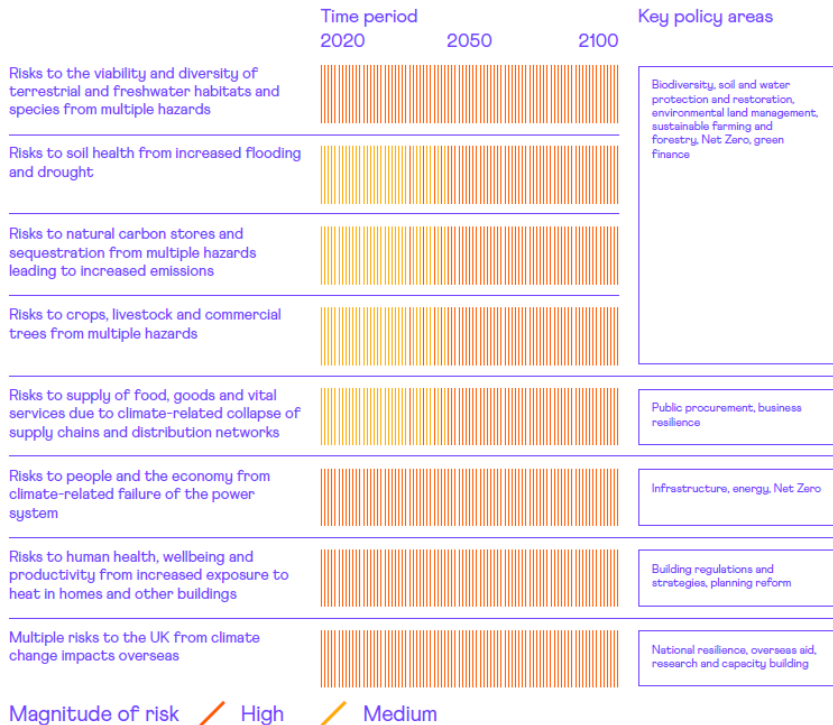 Time period
Key policy areas
2020
2050
2100
Risks to the viability and diversity of
terrestrial and freshwater habitats and
species from multiple hazards
Biodiversity, soil and water
protection and restoration,
environmental land management,
sustainable farming and
forestry, Net Zero, green
finance
Risks to soil health from increased flooding
and drought
Risks to natural carbon stores and
sequestration from multiple hazards
leading to increased emissions
Risks to crops, livestock and commercial
trees from multiple hazards
Risks to supply of food, goods and vital
services due to climate-related collapse of
supply chains and distribution networks
Public procurement, business
resilience
Risks to people and the economy from
climate-related failure of the power
system
Infrastructure, energy, Net Zero
Risks to human health, wellbeing and
productivity from increased exposure to
heat in homes and other buildings
Building regulations and
strategies, planning reform
Multiple risks to the UK from climate
change impacts overseas
National resilience, overseas aid,
research and capacity building
Magnitude of risk
High
Medium